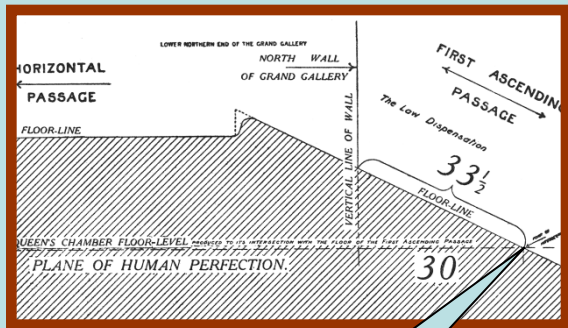 LOWER NORTHERN END OF THE GRAND GALLERY
HORIZONTAL
PASSAGE
NORTH WALL
OF GRAND GALLERY
FIRST ASCENDING
PASSAGE
The Low Dispensation
33½
FLOOR-LINE
VERTICAL LINE OF WALL
FLOOR-LINE
QUEEN'S CHAMBER FLOOR-LEVEL PRODUCED TO ITS INTERSECTION WITH THE FLOOR OF THE FIRST ASCENDING PASSAGE
PLANE OF HUMAN PERFECTION.
30